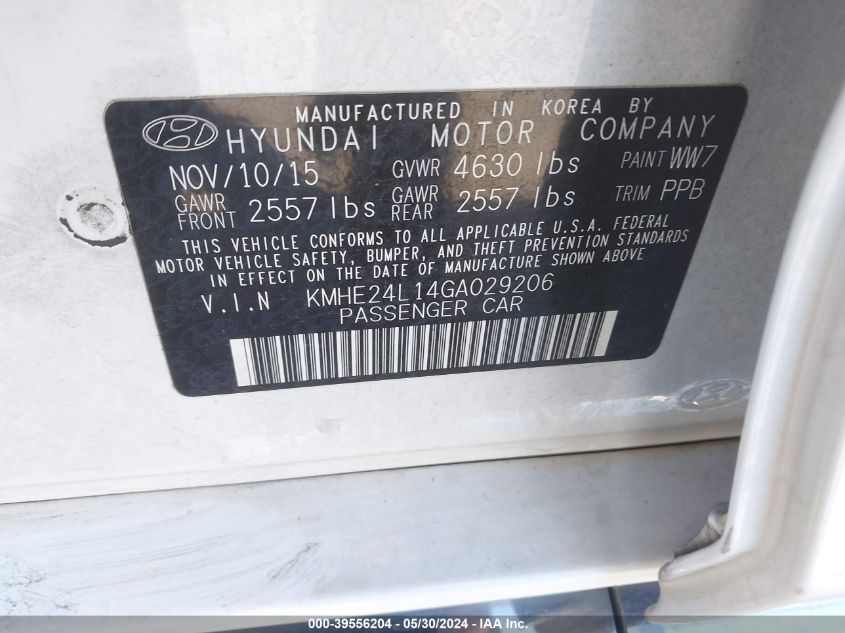 MANUFACTURED IN KOREA BY
HYUNDAI MOTOR COMPANY
NOV/10/15 GVWR 4630 lbs PAINT WW7
GAWR FRONT 2557 lbs GAWR REAR 2557 lbs TRIM PPB
THIS VEHICLE CONFORMS TO ALL APPLICABLE U.S.A. FEDERAL
MOTOR VEHICLE SAFETY, BUMPER, AND THEFT PREVENTION STANDARDS
IN EFFECT ON THE DATE OF MANUFACTURE SHOWN ABOVE
V.I.N KMHE24L14GA029206
PASSENGER CAR
000-39556204 - 05/30/2024 - IAA Inc.